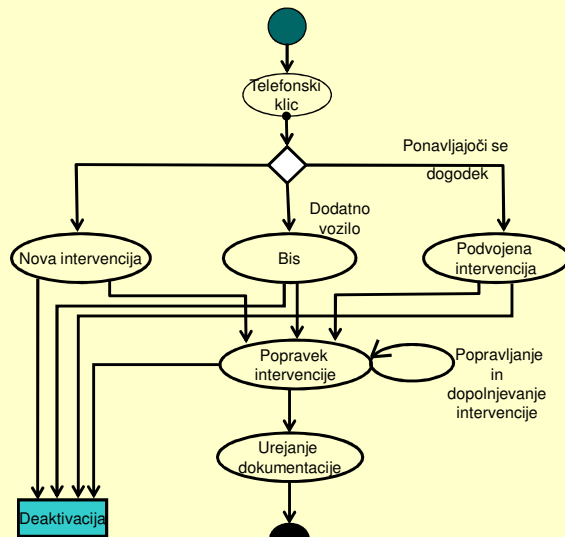 Telefonski
klic
Ponavljajoči se
dogodek
Dodatno
vozilo
Nova intervencija
Bis
Podvojena
intervencija
Popravek
intervencije
Popravljanje
in
dopolnjevanje
intervencije
Urejanje
dokumentacije
Deaktivacija